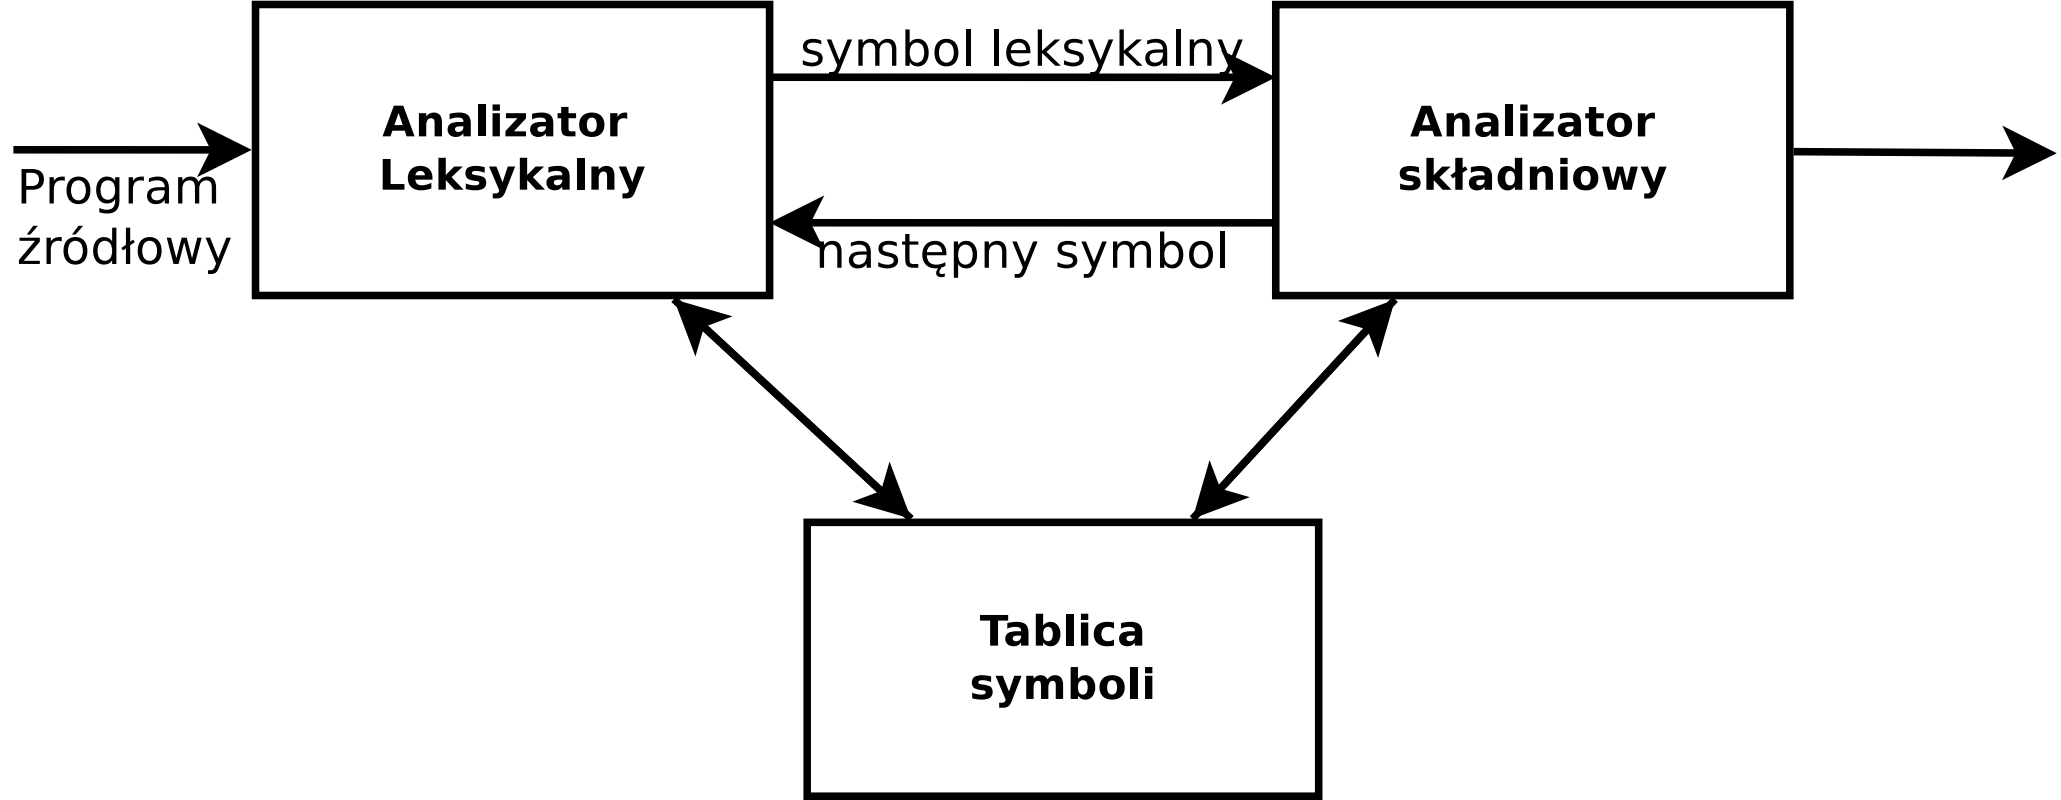 symbol leksykalny
Analizator
Leksykalny
Analizator
składniowy
Program
źródłowy
następny symbol
Tablica
symboli